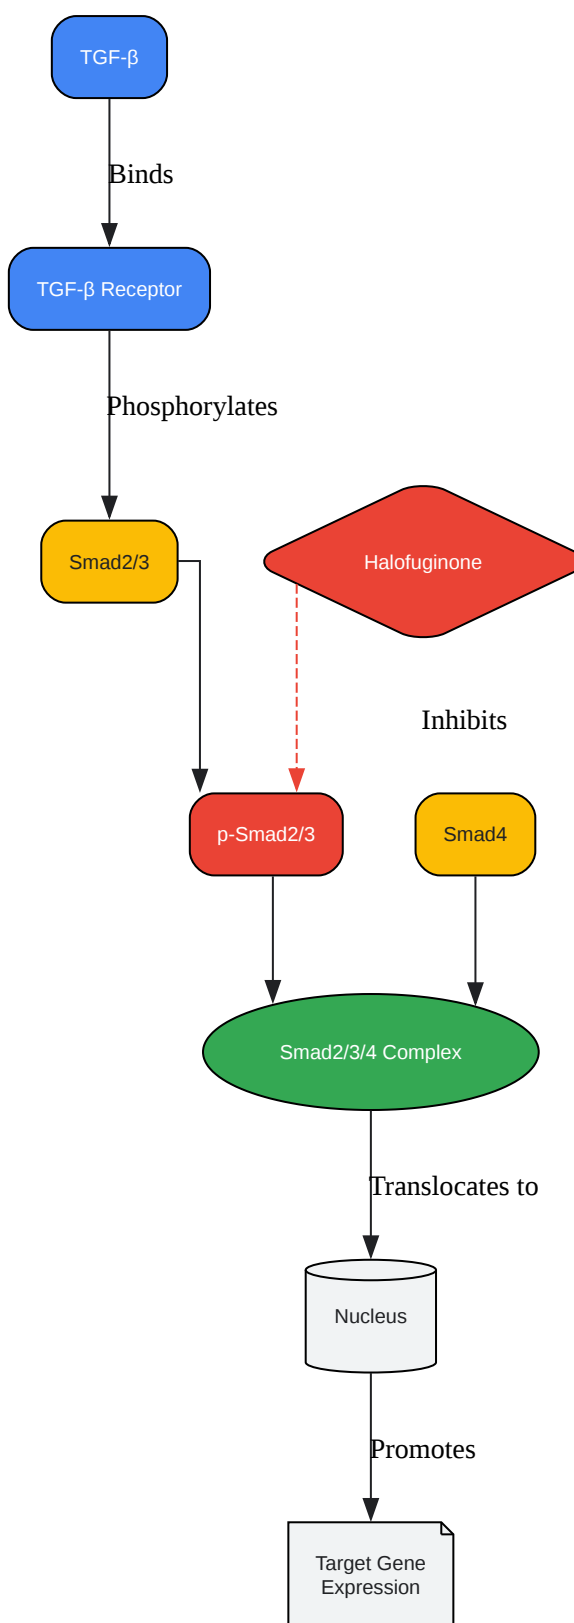 TGF-β
Binds
TGF-β Receptor
Phosphorylates
Smad2/3
Halofuginone
Inhibits
p-Smad2/3
Smad4
Smad2/3/4 Complex
Translocates to
Nucleus
Promotes
Target Gene
Expression